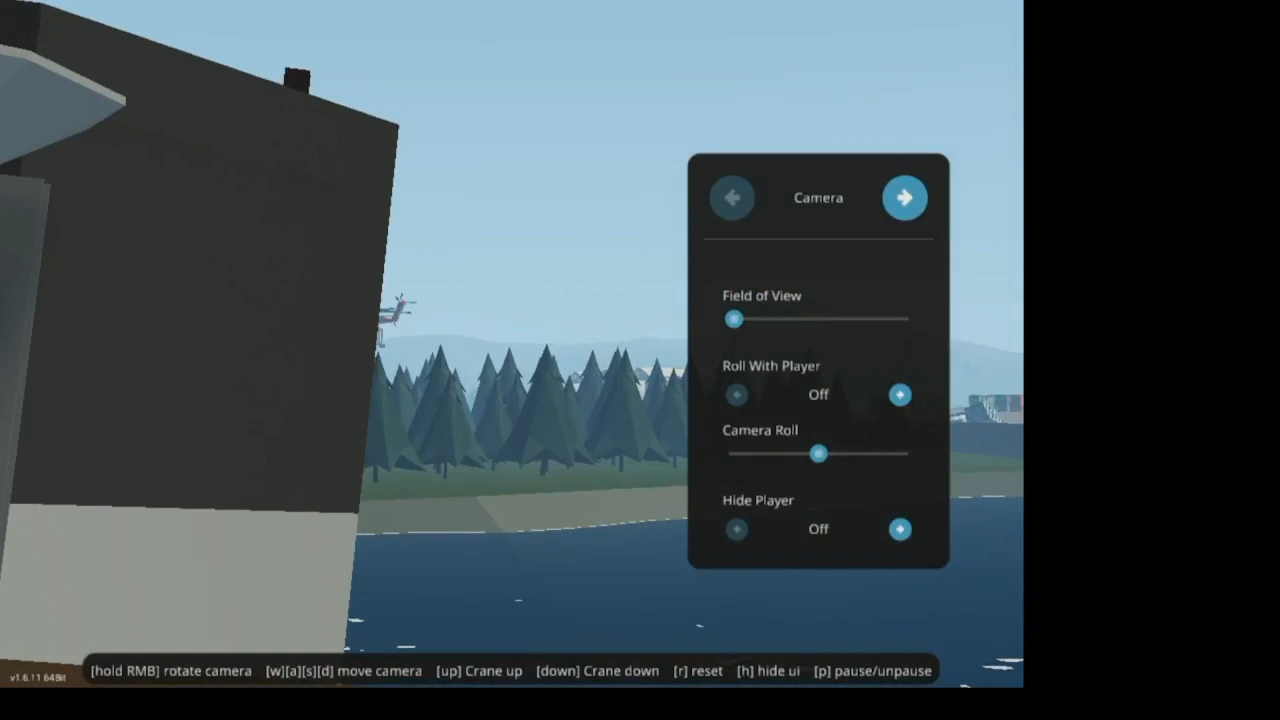 Camera
Field of View
Roll With Player
Off
Camera Roll
Hide Player
Off
[hold RMB] rotate camera [w][a][s][d] move camera [up] Crane up [down] Crane down [r] reset [h] hide ui [p] pause/unpause
v1.6.11 64Bit